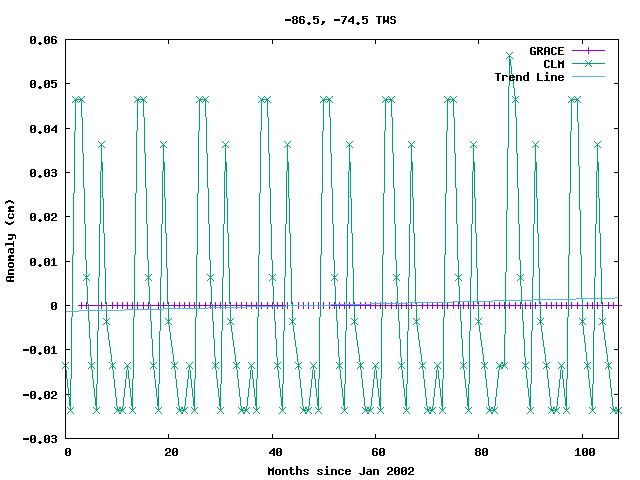 -86.5, -74.5 TWS
GRACE
CLM
Trend Line
0.06
0.05
0.04
0.03
0.02
0.01
0
-0.01
-0.02
-0.03
Anomaly (cm)
0 20 40 60 80 100
Months since Jan 2002